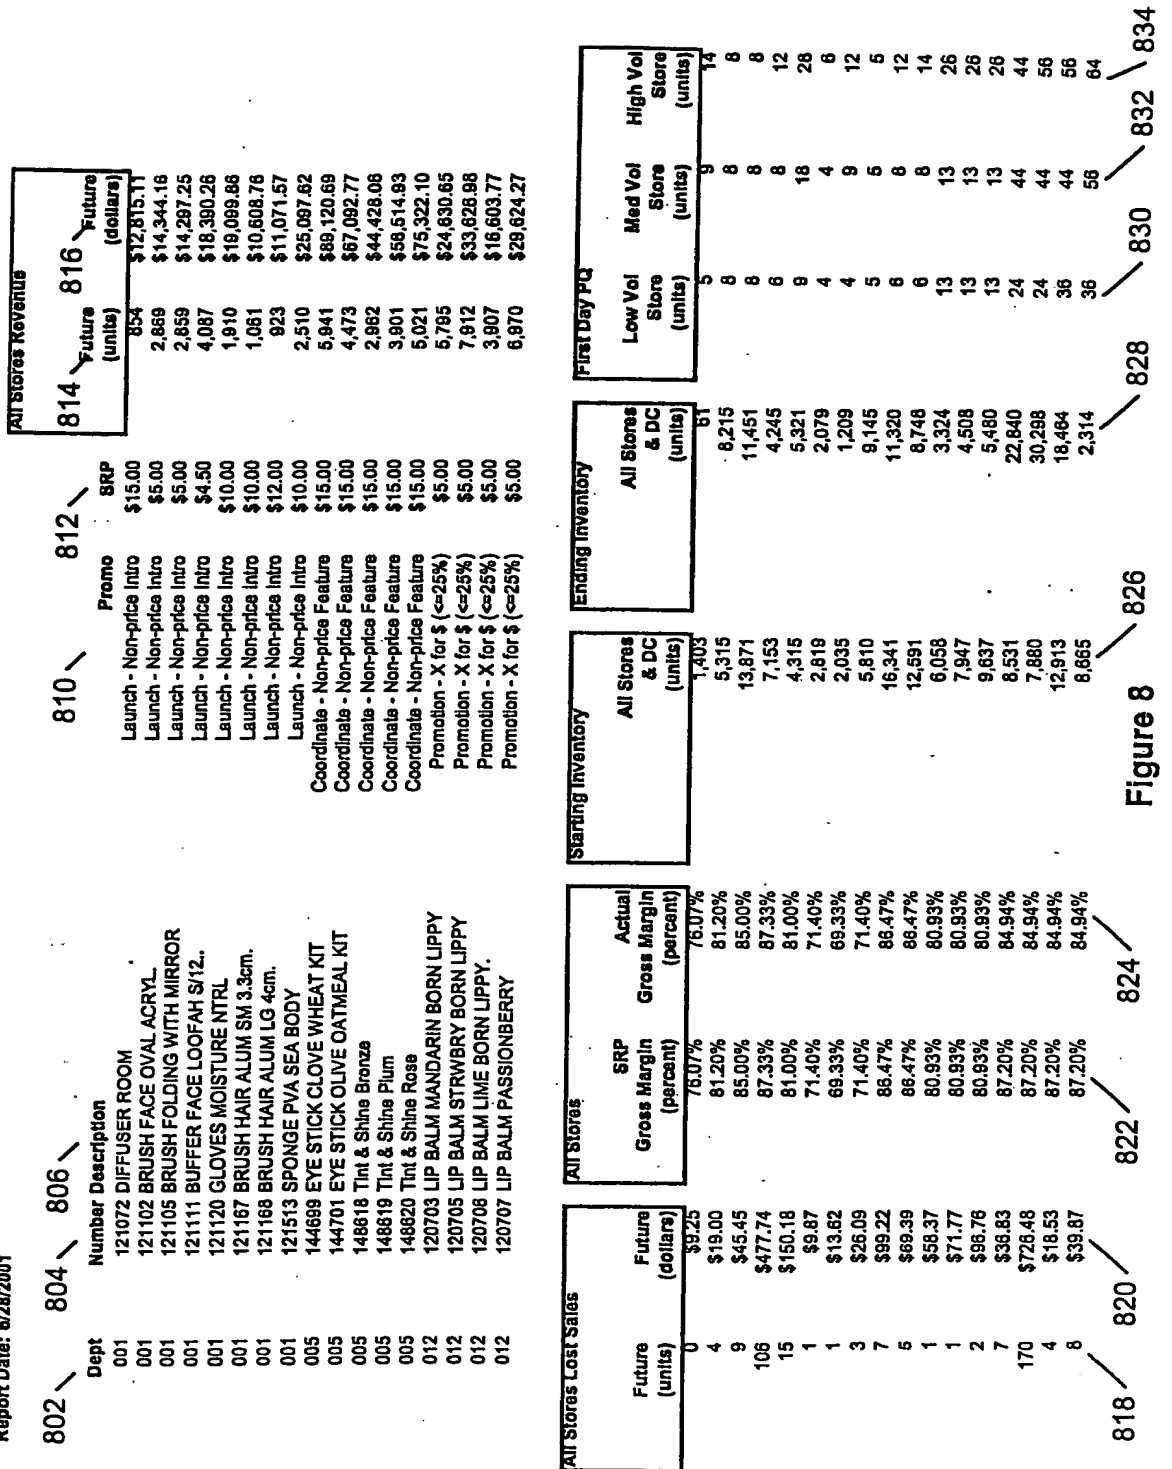 Report Date: 6/28/2001
802 804 806 810 812 814 816
All Stores Revenue
Dept Number Description Promo SRP Future (units) Future (dollars)
001 121072 DIFFUSER ROOM Launch - Non-price Intro $15.00 854 $12,815.11
001 121102 BRUSH FACE OVAL ACRYL. Launch - Non-price Intro $5.00 2,869 $14,344.16
001 121105 BRUSH FOLDING WITH MIRROR Launch - Non-price Intro $5.00 2,859 $14,297.25
001 121111 BUFFER FACE LOOFAH S/12.. Launch - Non-price Intro $4.50 4,087 $18,390.26
001 121120 GLOVES MOISTURE NTRL Launch - Non-price Intro $10.00 1,910 $19,099.86
001 121167 BRUSH HAIR ALUM SM 3.3cm. Launch - Non-price Intro $10.00 1,061 $10,608.76
001 121168 BRUSH HAIR ALUM LG 4cm. Launch - Non-price Intro $12.00 923 $11,071.57
001 121513 SPONGE PVA SEA BODY Launch - Non-price Intro $10.00 2,510 $25,097.62
005 144699 EYE STICK CLOVE WHEAT KIT Coordinate - Non-price Feature $15.00 5,941 $89,120.69
005 144701 EYE STICK OLIVE OATMEAL KIT Coordinate - Non-price Feature $15.00 4,473 $67,092.77
005 148618 Tint & Shine Bronze Coordinate - Non-price Feature $15.00 2,962 $44,428.06
005 148619 Tint & Shine Plum Coordinate - Non-price Feature $15.00 3,901 $58,514.93
005 148620 Tint & Shine Rose Coordinate - Non-price Feature $15.00 5,021 $75,322.10
012 120703 LIP BALM MANDARIN BORN LIPPY Promotion - X for $ (<=25%) $5.00 5,795 $24,630.65
012 120705 LIP BALM STRWBRY BORN LIPPY Promotion - X for $ (<=25%) $5.00 7,912 $33,628.98
012 120706 LIP BALM LIME BORN LIPPY. Promotion - X for $ (<=25%) $5.00 3,907 $16,603.77
012 120707 LIP BALM PASSIONBERRY Promotion - X for $ (<=25%) $5.00 6,970 $29,624.27
All Stores Lost Sales All Stores Starting Inventory Ending Inventory First Day PQ
Future (units) Future (dollars) SRP Gross Margin (percent) Actual Gross Margin (percent) All Stores & DC (units) All Stores & DC (units) Low Vol Store (units) Med Vol Store (units) High Vol Store (units)
0 $9.25 76.07% 76.07% 1,403 61 5 9 14
4 $19.00 81.20% 81.20% 5,315 8,215 8 8 8
9 $45.45 85.00% 85.00% 13,871 11,451 8 8 8
106 $477.74 87.33% 87.33% 7,153 4,245 6 8 12
15 $150.18 81.00% 81.00% 4,315 5,321 9 18 28
1 $9.87 71.40% 71.40% 2,819 2,079 4 4 6
1 $13.62 69.33% 69.33% 2,035 1,209 4 9 12
3 $26.09 71.40% 71.40% 5,810 9,145 5 5 5
7 $99.22 86.47% 86.47% 16,341 11,320 6 8 12
5 $69.39 86.47% 86.47% 12,591 8,748 6 8 14
1 $58.37 80.93% 80.93% 6,058 3,324 13 13 26
1 $71.77 80.93% 80.93% 7,947 4,508 13 13 26
2 $96.76 80.93% 80.93% 9,637 5,480 13 13 26
7 $36.83 87.20% 84.94% 8,531 22,840 24 44 44
170 $728.48 87.20% 84.94% 7,880 30,298 24 44 56
4 $18.53 87.20% 84.94% 12,913 18,464 36 44 56
8 $39.87 87.20% 84.94% 8,665 2,314 36 56 64
818 820 822 824 826 828 830 832 834
Figure 8